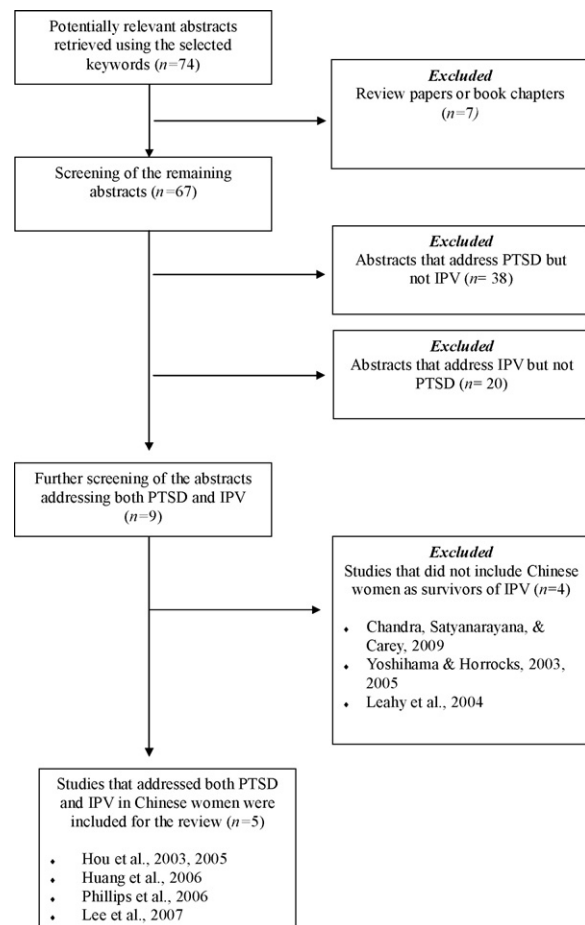 Potentially relevant abstracts
retrieved using the selected
keywords (n=74)
Excluded
Review papers or book chapters
(n=7)
Screening of the remaining
abstracts (n=67)
Excluded
Abstracts that address PTSD but
not IPV (n= 38)
Excluded
Abstracts that address IPV but not
PTSD (n= 20)
Further screening of the abstracts
addressing both PTSD and IPV
(n=9)
Excluded
Studies that did not include Chinese
women as survivors of IPV (n=4)
• Chandra, Satyanarayana, &
Carey, 2009
• Yoshihama & Horrocks, 2003,
2005
• Leahy et al., 2004
Studies that addressed both PTSD
and IPV in Chinese women were
included for the review (n=5)
• Hou et al., 2003, 2005
• Huang et al., 2006
• Phillips et al., 2006
• Lee et al., 2007